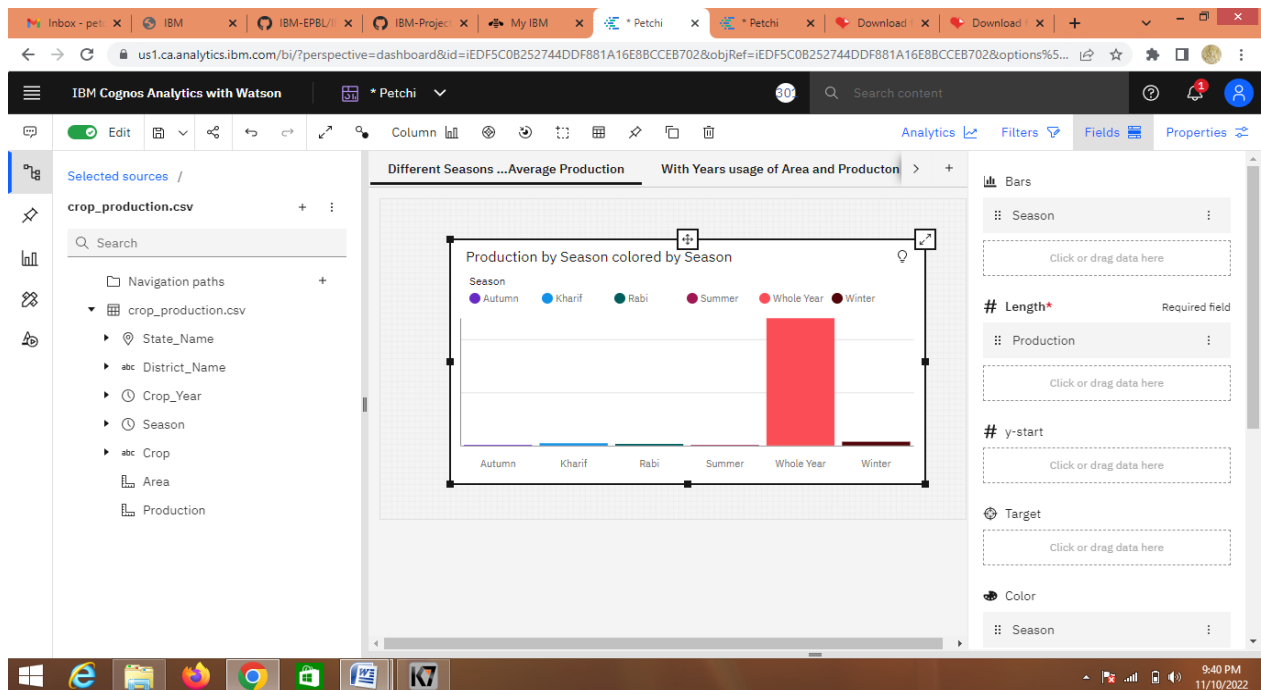 Inbox - pet
IBM
IBM-EPBL/I
IBM-Project
My IBM
* Petchi
* Petchi
Download
Download
us1.ca.analytics.ibm.com/bi/?perspective=dashboard&id=iEDF5C0B252744DDF881A16E8BCCEB702&objRef=iEDF5C0B252744DDF881A16E8BCCEB702&options%5...
IBM Cognos Analytics with Watson
* Petchi
Search content
1
Edit
Column
Analytics
Filters
Fields
Properties
Selected sources /
crop_production.csv
Search
Navigation paths
crop_production.csv
State_Name
abc District_Name
Crop_Year
Season
abc Crop
Area
Production
Different Seasons ...Average Production
With Years usage of Area and Producton
Production by Season colored by Season
Season
Autumn
Kharif
Rabi
Summer
Whole Year
Winter
Autumn
Kharif
Rabi
Summer
Whole Year
Winter
Bars
Season
Click or drag data here
# Length*
Required field
Production
Click or drag data here
# y-start
Click or drag data here
Target
Click or drag data here
Color
Season
K7
9:40 PM
11/10/2022